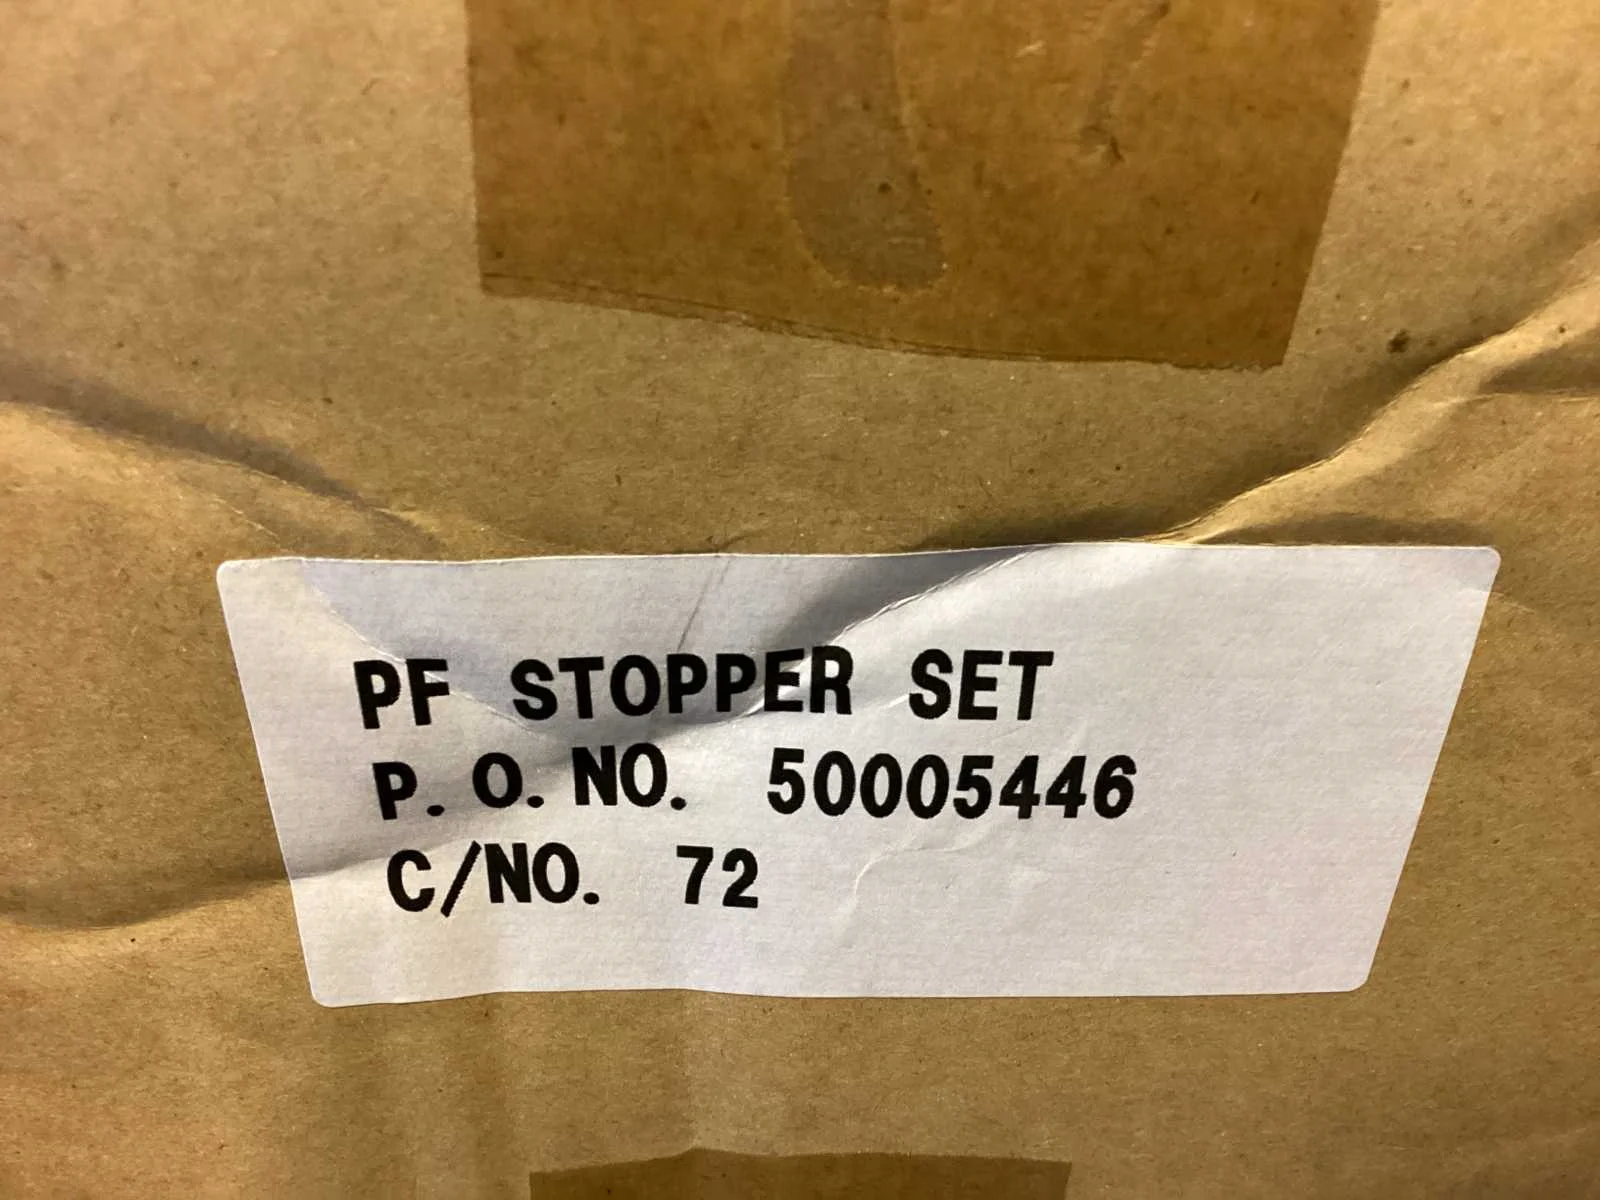 PF STOPPER SET
P.O.NO. 50005446
C/NO. 72